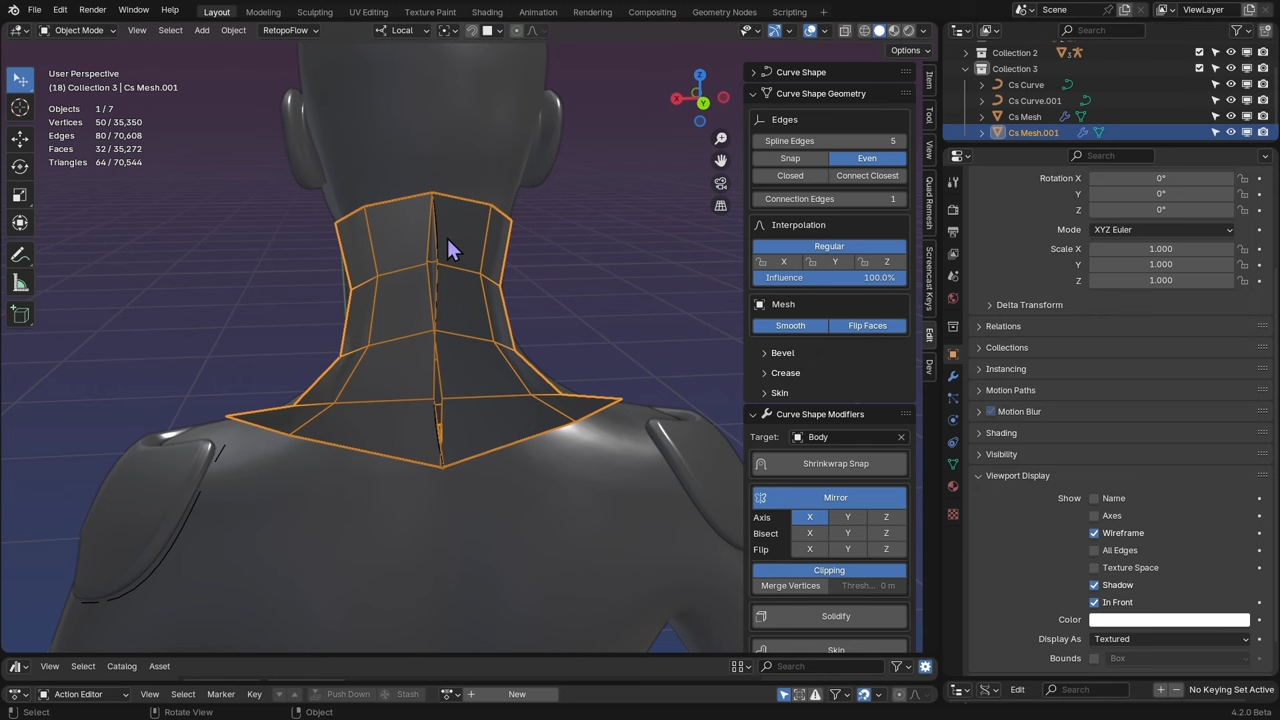 File Edit Render Window Help
Layout Modeling Sculpting UV Editing Texture Paint Shading Animation Rendering Compositing Geometry Nodes Scripting
Scene
ViewLayer
Object Mode View Select Add Object RetopoFlow Local
Search
Options
User Perspective
(18) Collection 3 | Cs Mesh.001
Objects 1/7
Vertices 50 / 35,350
Edges 80 / 70,608
Faces 32 / 35,272
Triangles 64 / 70,544
Z
X
Y
Curve Shape
Curve Shape Geometry
Edges
Spline Edges 5
Snap Even
Closed Connect Closest
Connection Edges 1
Interpolation
Regular
X Y Z
Influence 100.0%
Mesh
Smooth Flip Faces
Bevel
Crease
Skin
Curve Shape Modifiers
Target: Body
Shrinkwrap Snap
Mirror
Axis X Y Z
Bisect X Y Z
Flip X Y Z
Clipping
Merge Vertices Thresh... 0 m
Solidify
Skin
Item
Tool
View
Quad Remesh
Screencast Keys
Edit
Dev
Collection 2 3
Collection 3
Cs Curve
Cs Curve.001
Cs Mesh
Cs Mesh.001
Search
Rotation X 0°
Y 0°
Z 0°
Mode XYZ Euler
Scale X 1.000
Y 1.000
Z 1.000
Delta Transform
Relations
Collections
Instancing
Motion Paths
Motion Blur
Shading
Visibility
Viewport Display
Show Name
Axes
Wireframe
All Edges
Texture Space
Shadow
In Front
Color
Display As Textured
Bounds Box
View Select Catalog Asset
Search
Action Editor View Select Marker Key Push Down Stash New
Edit Search No Keying Set Active
Select Rotate View Object
4.2.0 Beta